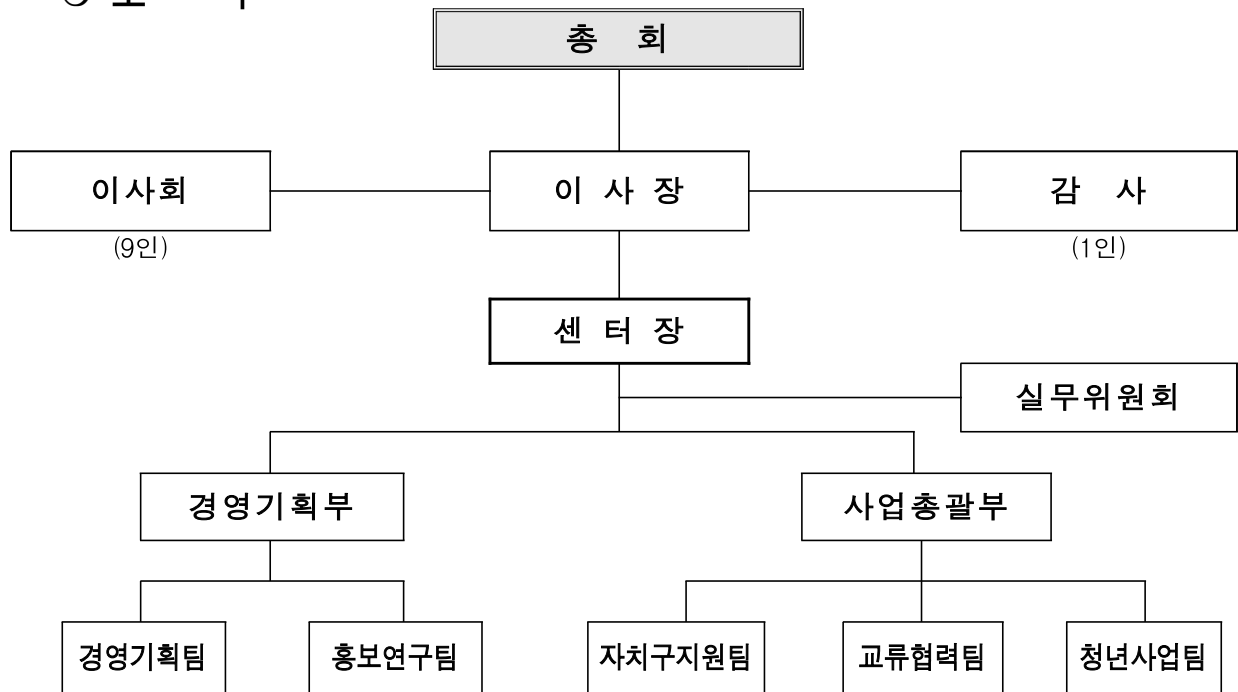 총 회
이사회
이 사 장
감 사
(9인)
(1인)
센 터 장
실무위원회
경영기획부
사업총괄부
경영기획팀
홍보연구팀
자치구지원팀
교류협력팀
청년사업팀